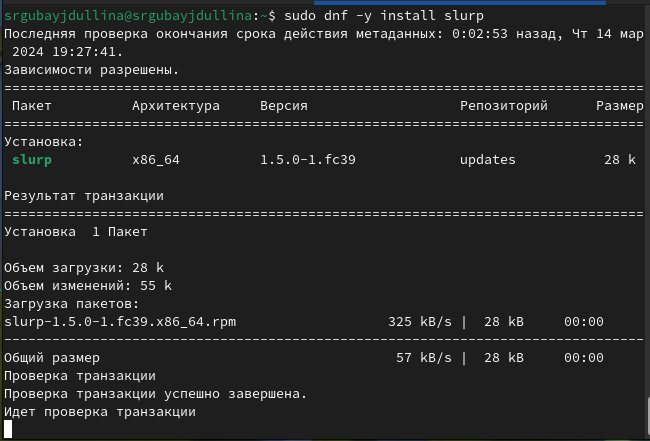 srgubayjdullina@srgubayjdullina:~$ sudo dnf -y install slurp
Последняя проверка окончания срока действия метаданных: 0:02:53 назад, Чт 14 мар
2024 19:27:41.
Зависимости разрешены.
================================================================================
Пакет Архитектура Версия Репозиторий Размер
================================================================================
Установка:
slurp x86_64 1.5.0-1.fc39 updates 28 k
Результат транзакции
================================================================================
Установка 1 Пакет
Объем загрузки: 28 k
Объем изменений: 55 k
Загрузка пакетов:
slurp-1.5.0-1.fc39.x86_64.rpm 325 kB/s | 28 kB 00:00
--------------------------------------------------------------------------------
Общий размер 57 kB/s | 28 kB 00:00
Проверка транзакции
Проверка транзакции успешно завершена.
Идет проверка транзакции